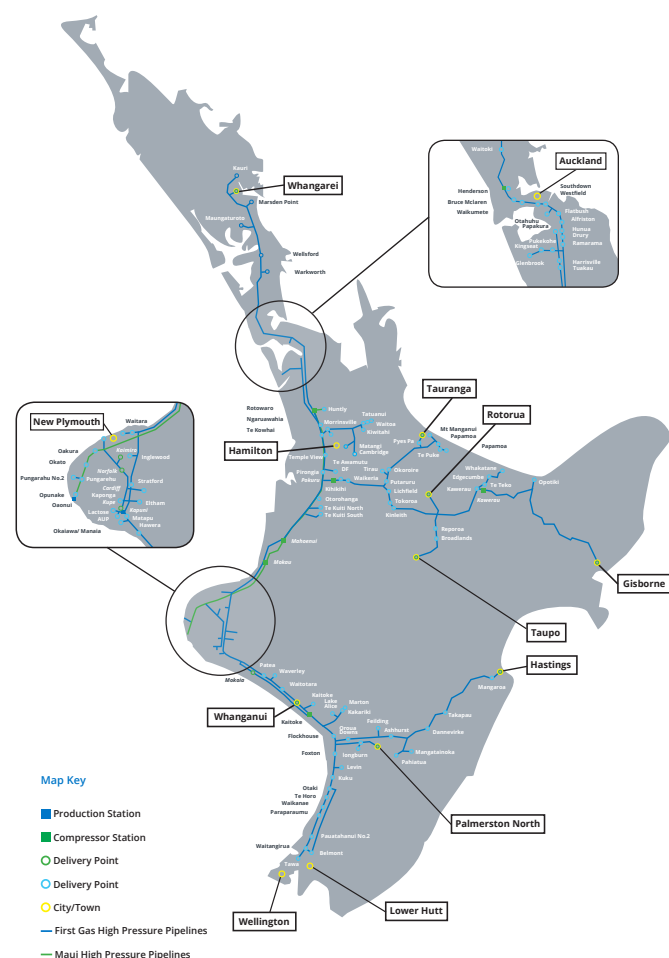 Kauri
Whangarei
Marsden Point
Maungaturoto
Wellsford
Warkworth
Waitoki
Auckland
Henderson
Bruce Mclaren
Waikumete
Southdown
Westfield
Otahuhu
Papakura
Flatbush
Alfriston
Hunua
Drury
Ramarama
Pukekohe
Kingseat
Glenbrook
Harrisville
Tuakau
Rotowaro
Ngaruawahia
Te Kowhai
Huntly
Tatuanui
Morrinsville
Waitoa
Kiwitahi
Hamilton
Matangi
Cambridge
Temple View
Te Awamutu
DF
Pirongia
Pokuru
Kihikihi
Waikeria
Tirau
Otorohanga
Te Kuiti North
Te Kuiti South
Tauranga
Mt Manganui
Papamoa
Pyes Pa
Te Puke
Papamoa
Rotorua
Okoroire
Putaruru
Lichfield
Tokoroa
Kinleith
Whakatane
Edgecumbe
Te Teko
Kawerau
Kawerau
Opotiki
Reporoa
Broadlands
Gisborne
Taupo
Mahoenui
Mokau
New Plymouth
Waitara
Oakura
Okato
Pungarehu No.2
Opunake
Oaonui
Norfolk
Pungarehu
Cardiff
Kaponga
Kupe
Lactose
AUP
Okaiawa/ Manaia
Inglewood
Stratford
Eltham
Kapuni
Matapu
Hawera
Hastings
Mangaroa
Patea
Mokoia
Waverley
Waitotara
Whanganui
Kaitoke
Lake
Alice
Kaitoke
Marton
Kakariki
Flockhouse
Oroua
Downs
Feilding
Ashhurst
Takapau
Dannevirke
Mangatainoka
Pahiatua
Foxton
longburn
Levin
Kuku
Palmerston North
Otaki
Te Horo
Waikanae
Paraparaumu
Pauatahanui No.2
Waitangirua
Belmont
Tawa
Wellington
Lower Hutt
Map Key
Production Station
Compressor Station
Delivery Point
Delivery Point
City/Town
First Gas High Pressure Pipelines
Maui High Pressure Pipelines